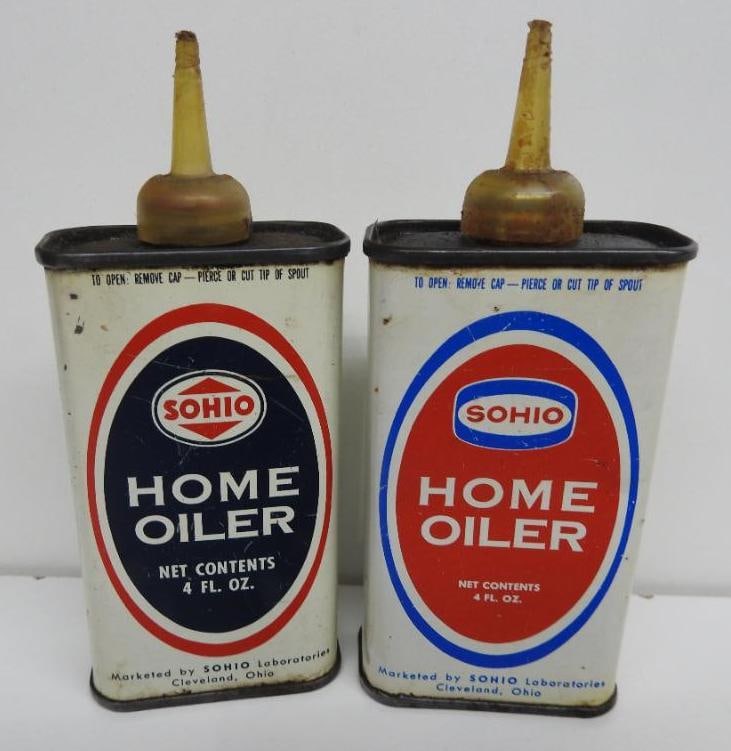 TO OPEN: REMOVE CAP — PIERCE OR CUT TIP OF SPOUT
SOHIO
HOME
OILER
NET CONTENTS
4 FL. OZ.
Marketed by SOHIO Laboratories
Cleveland, Ohio
TO OPEN: REMOVE CAP — PIERCE OR CUT TIP OF SPOUT
SOHIO
HOME
OILER
NET CONTENTS
4 FL. OZ.
Marketed by SOHIO Laboratories
Cleveland, Ohio